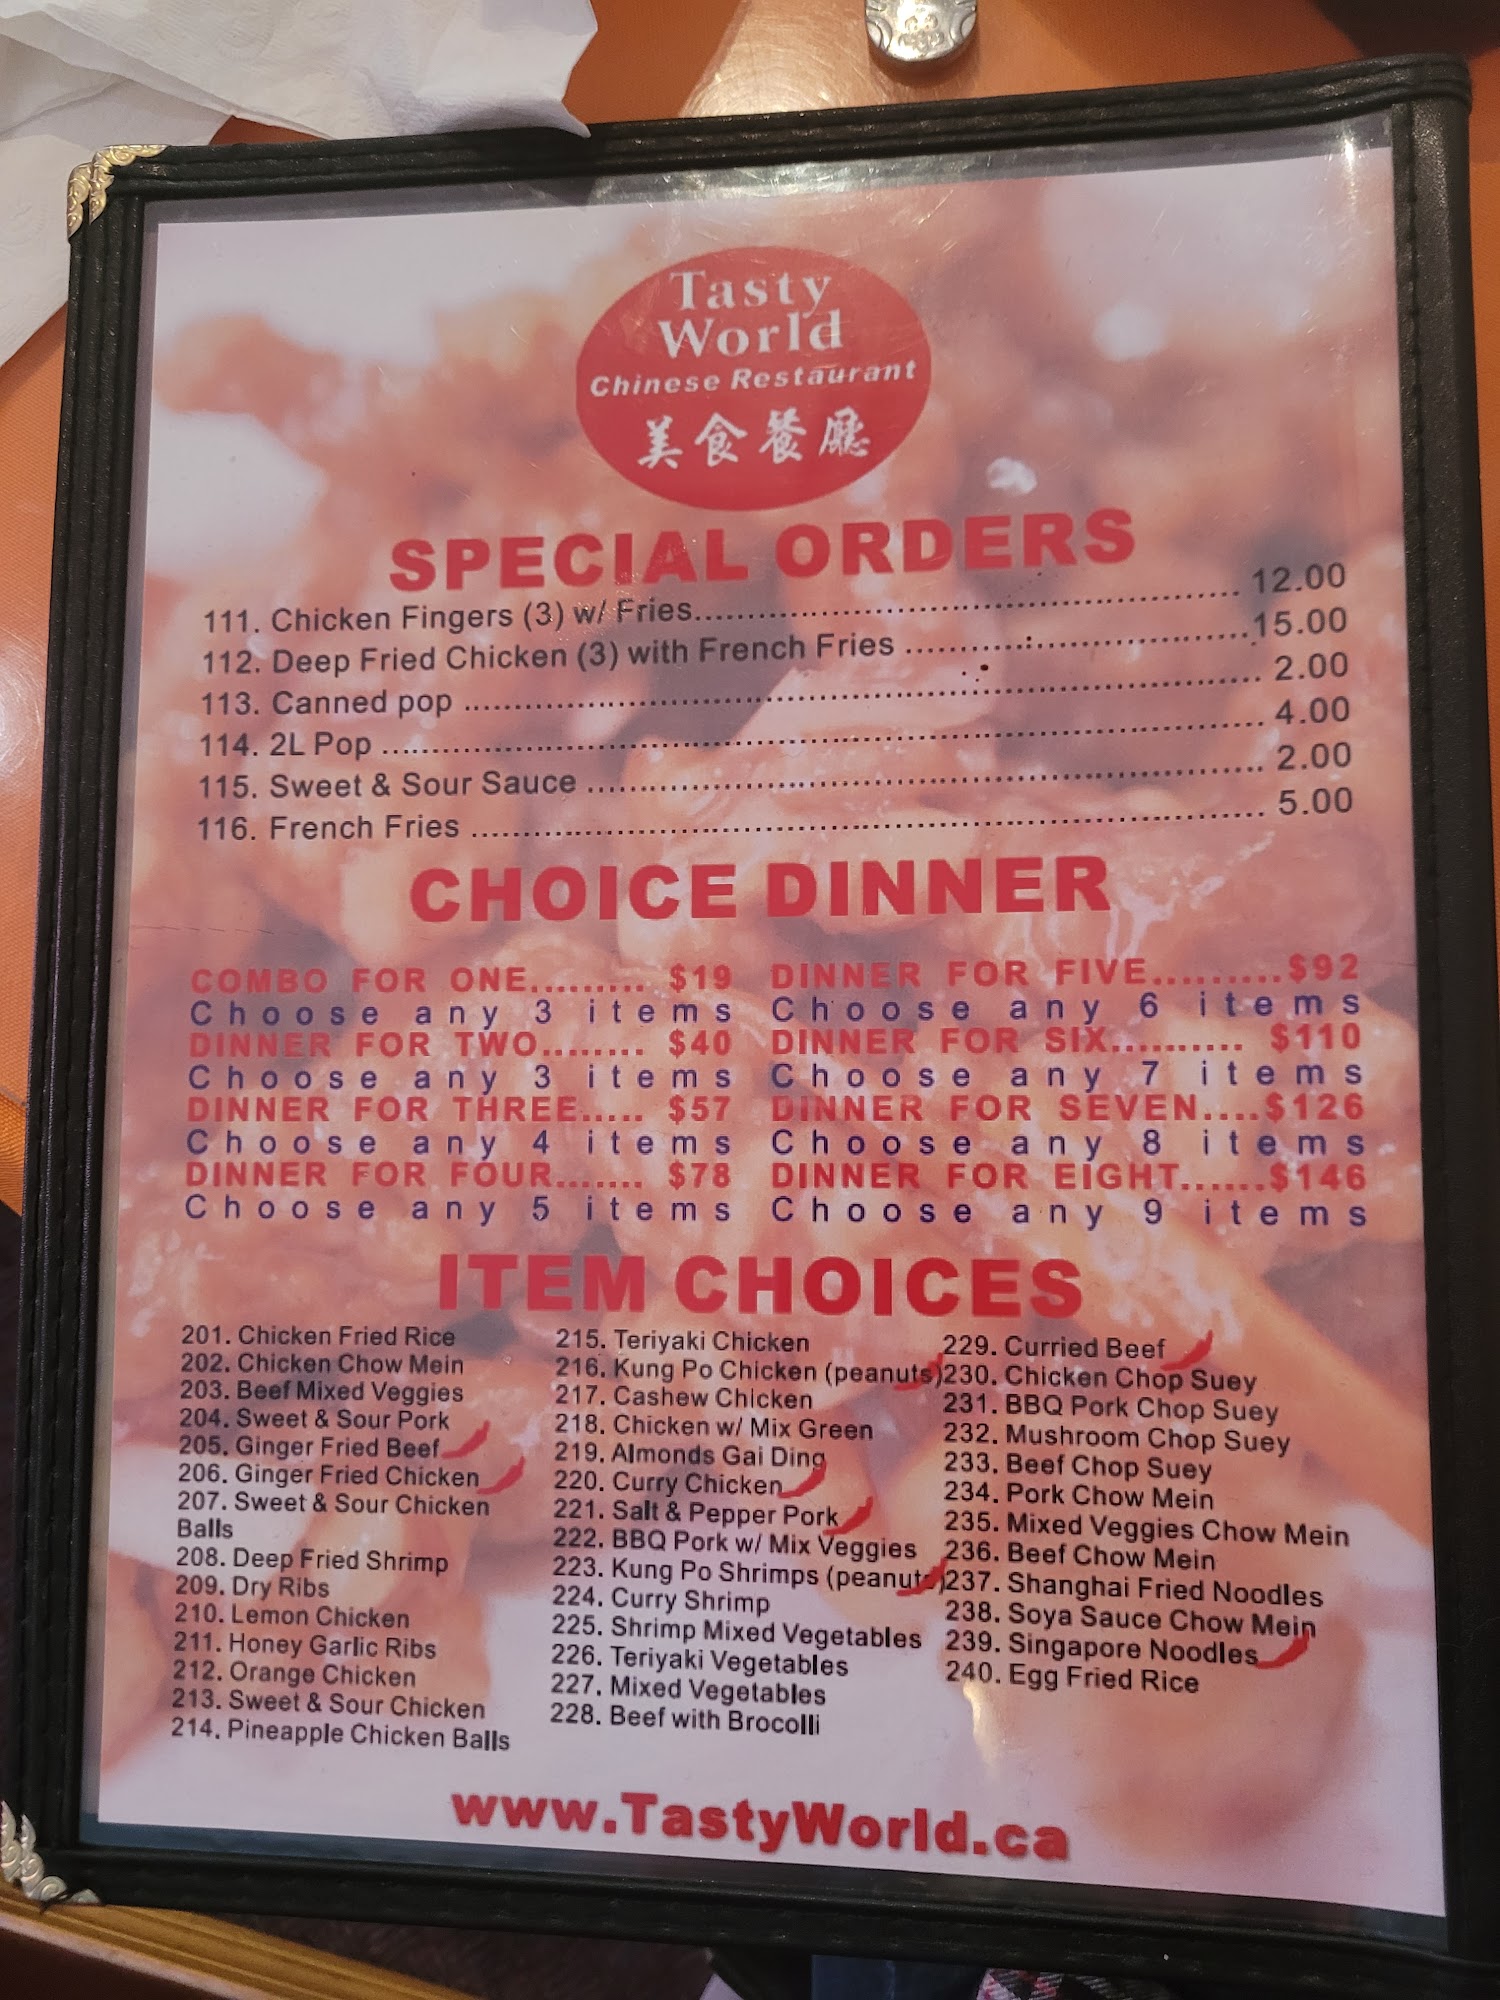 Tasty
World
Chinese Restaurant
美食餐廳
SPECIAL ORDERS
111. Chicken Fingers (3) w/ Fries.......... 12.00
112. Deep Fried Chicken (3) with French Fries .......... 15.00
113. Canned pop .......... 2.00
114. 2L Pop .......... 4.00
115. Sweet & Sour Sauce .......... 2.00
116. French Fries .......... 5.00
CHOICE DINNER
COMBO FOR ONE......... $19
Choose any 3 items
DINNER FOR TWO........ $40
Choose any 3 items
DINNER FOR THREE..... $57
Choose any 4 items
DINNER FOR FOUR....... $78
Choose any 5 items
DINNER FOR FIVE.........$92
Choose any 6 items
DINNER FOR SIX.......... $110
Choose any 7 items
DINNER FOR SEVEN....$126
Choose any 8 items
DINNER FOR EIGHT......$146
Choose any 9 items
ITEM CHOICES
201. Chicken Fried Rice
202. Chicken Chow Mein
203. Beef Mixed Veggies
204. Sweet & Sour Pork
205. Ginger Fried Beef
206. Ginger Fried Chicken
207. Sweet & Sour Chicken
Balls
208. Deep Fried Shrimp
209. Dry Ribs
210. Lemon Chicken
211. Honey Garlic Ribs
212. Orange Chicken
213. Sweet & Sour Chicken
214. Pineapple Chicken Balls
215. Teriyaki Chicken
216. Kung Po Chicken (peanuts)
217. Cashew Chicken
218. Chicken w/ Mix Green
219. Almonds Gai Ding
220. Curry Chicken
221. Salt & Pepper Pork
222. BBQ Pork w/ Mix Veggies
223. Kung Po Shrimps (peanuts)
224. Curry Shrimp
225. Shrimp Mixed Vegetables
226. Teriyaki Vegetables
227. Mixed Vegetables
228. Beef with Brocolli
229. Curried Beef
230. Chicken Chop Suey
231. BBQ Pork Chop Suey
232. Mushroom Chop Suey
233. Beef Chop Suey
234. Pork Chow Mein
235. Mixed Veggies Chow Mein
236. Beef Chow Mein
237. Shanghai Fried Noodles
238. Soya Sauce Chow Mein
239. Singapore Noodles
240. Egg Fried Rice
www.TastyWorld.ca